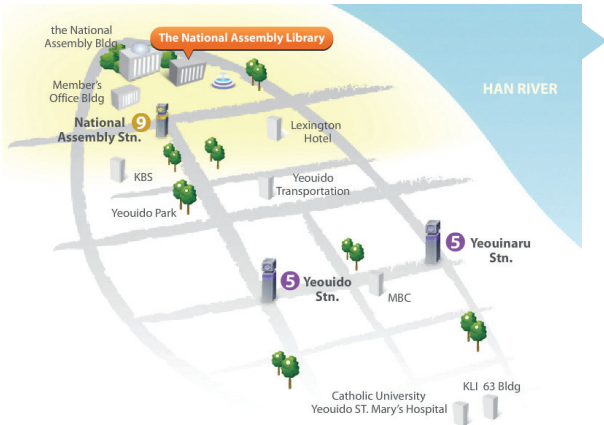 the National
Assembly Bldg
The National Assembly Library
Member's
Office Bldg
HAN RIVER
National
Assembly Stn.
9
Lexington
Hotel
KBS
Yeouido
Transportation
Yeouido Park
5
Yeouinaru
Stn.
5
Yeouido
Stn.
MBC
KLI 63 Bldg
Catholic University
Yeouido ST. Mary's Hospital